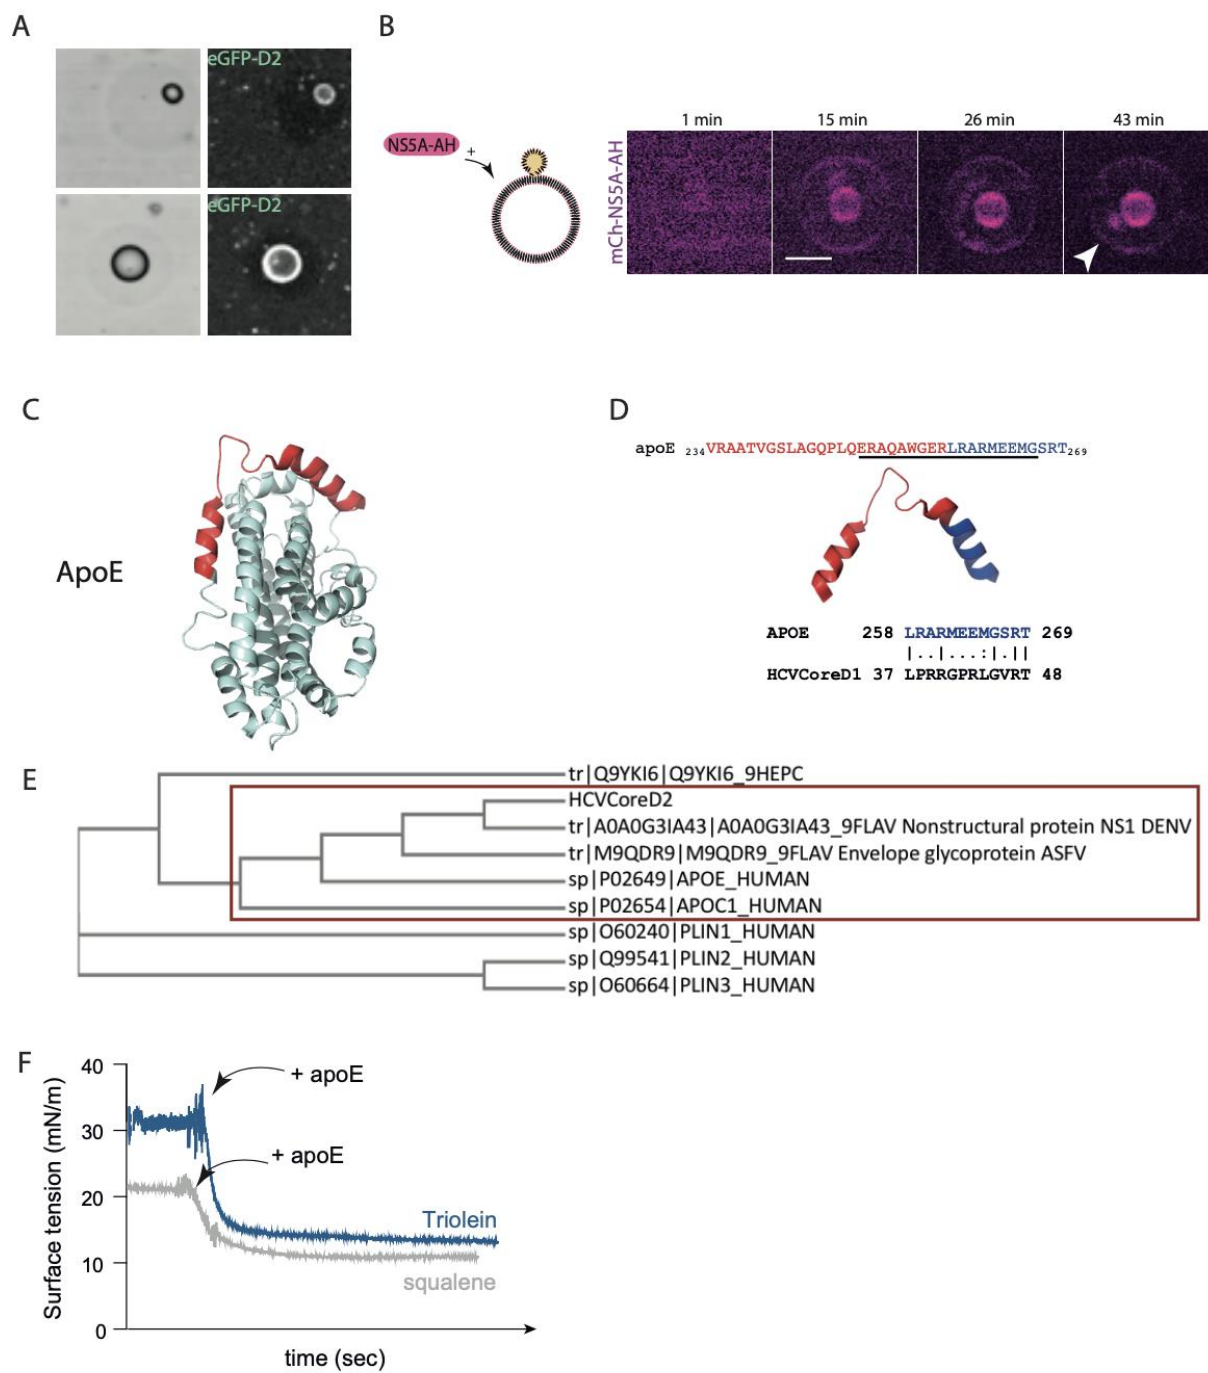 A
B
eGFP-D2
eGFP-D2
NS5A-AH
+
mCh-NS5A-AH
1 min
15 min
26 min
43 min
C
ApoE
D
apoE 234VRAATVGSLAGQPLQERAQAWGERLRARMEEMGSRT269
APOE 258 LRARMEEMGSRT 269
|..|...:|.||
HCVCoreD1 37 LPRRGPRLGVRT 48
E
tr|Q9YKI6|Q9YKI6_9HEPC
HCVCoreD2
tr|A0A0G3IA43|A0A0G3IA43_9FLAV Nonstructural protein NS1 DENV
tr|M9QDR9|M9QDR9_9FLAV Envelope glycoprotein ASFV
sp|P02649|APOE_HUMAN
sp|P02654|APOC1_HUMAN
sp|O60240|PLIN1_HUMAN
sp|Q99541|PLIN2_HUMAN
sp|O60664|PLIN3_HUMAN
F
Surface tension (mN/m)
40
30
20
10
0
+ apoE
+ apoE
Triolein
squalene
time (sec)